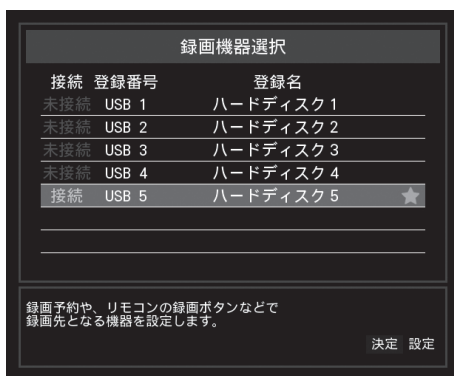 録画機器選択
接続 登録番号 登録名
未接続 USB 1 ハードディスク1
未接続 USB 2 ハードディスク2
未接続 USB 3 ハードディスク3
未接続 USB 4 ハードディスク4
接続 USB 5 ハードディスク5 ★
録画予約や、リモコンの録画ボタンなどで
録画先となる機器を設定します。
決定 設定